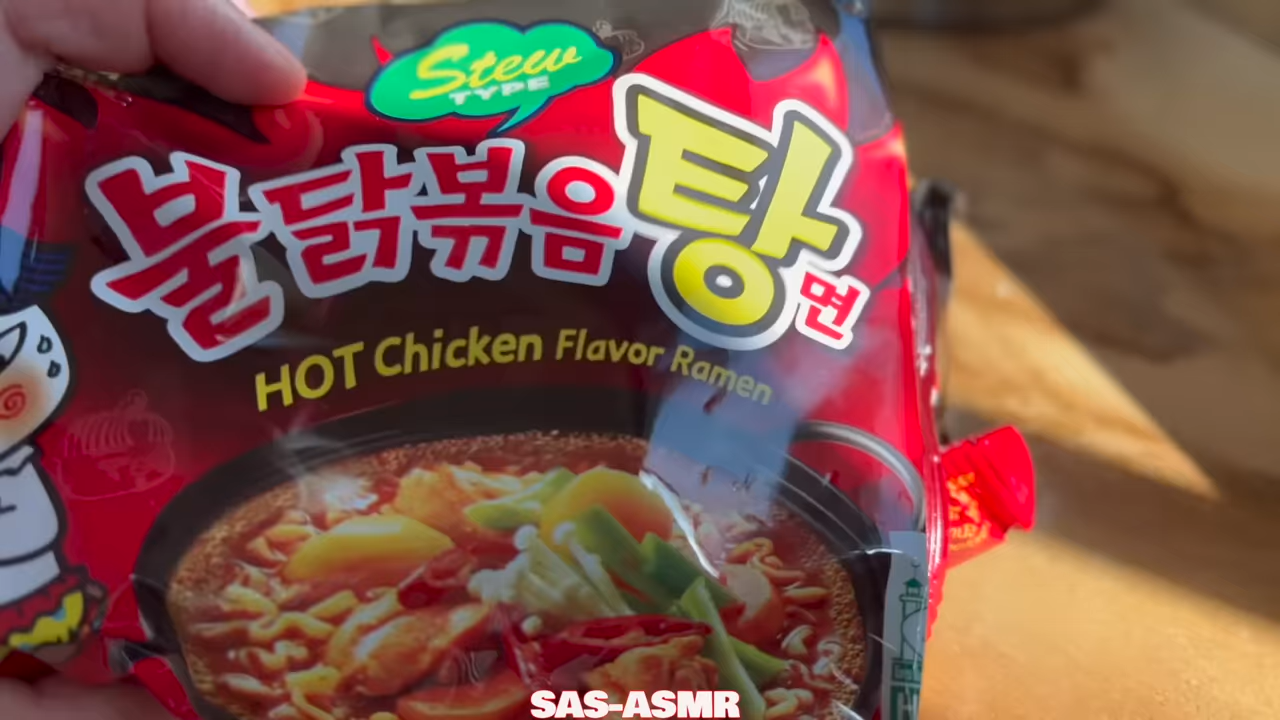 Stew
TYPE
불닭볶음탕면
HOT Chicken Flavor Ramen
SAS-ASMR